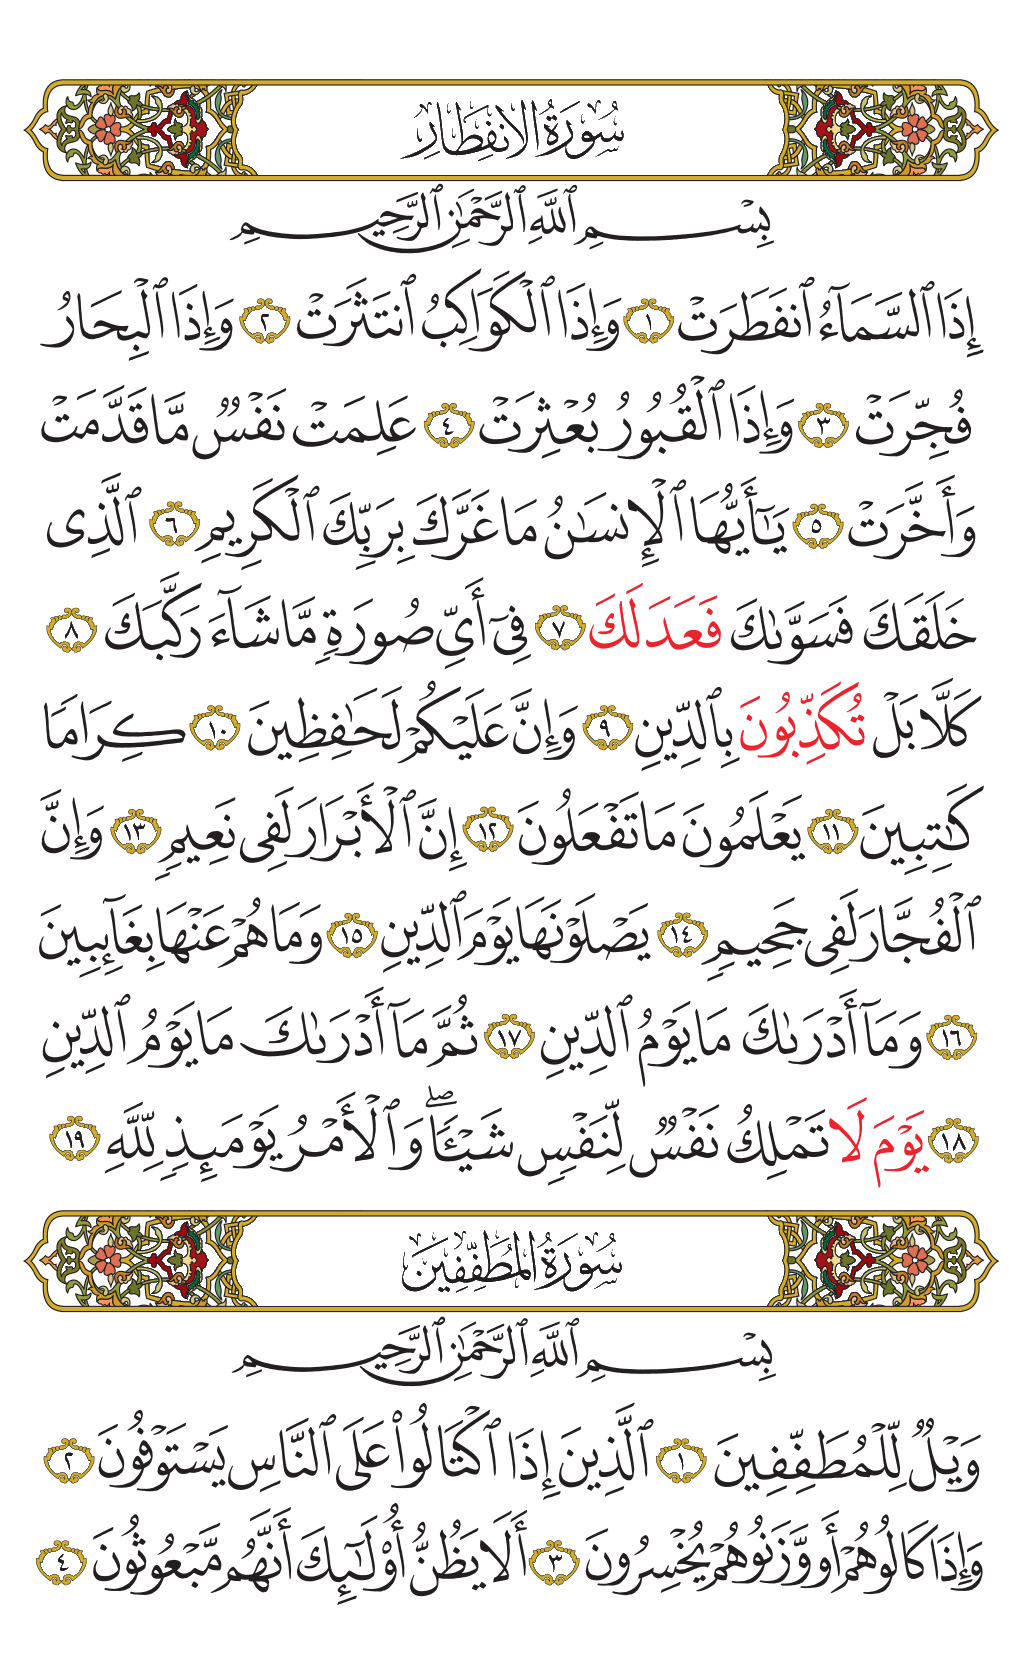 سُورَةُ الانفِطَارِ
بِسْمِ ٱللَّهِ ٱلرَّحْمَٰنِ ٱلرَّحِيمِ
إِذَا ٱلسَّمَآءُ ٱنفَطَرَتْ ١ وَإِذَا ٱلْكَوَاكِبُ ٱنتَثَرَتْ ٢ وَإِذَا ٱلْبِحَارُ
فُجِّرَتْ ٣ وَإِذَا ٱلْقُبُورُ بُعْثِرَتْ ٤ عَلِمَتْ نَفْسٌ مَّا قَدَّمَتْ
وَأَخَّرَتْ ٥ يَـٰٓأَيُّهَا ٱلْإِنسَـٰنُ مَا غَرَّكَ بِرَبِّكَ ٱلْكَرِيمِ ٦ ٱلَّذِى
خَلَقَكَ فَسَوَّىٰكَ فَعَدَلَكَ ٧ فِىٓ أَىِّ صُورَةٍ مَّا شَآءَ رَكَّبَكَ ٨
كَلَّا بَلْ تُكَذِّبُونَ بِٱلدِّينِ ٩ وَإِنَّ عَلَيْكُمْ لَحَـٰفِظِينَ ١٠ كِرَامًا
كَـٰتِبِينَ ١١ يَعْلَمُونَ مَا تَفْعَلُونَ ١٢ إِنَّ ٱلْأَبْرَارَ لَفِى نَعِيمٍ ١٣ وَإِنَّ
ٱلْفُجَّارَ لَفِى جَحِيمٍ ١٤ يَصْلَوْنَهَا يَوْمَ ٱلدِّينِ ١٥ وَمَا هُمْ عَنْهَا بِغَآئِبِينَ
١٦ وَمَآ أَدْرَىٰكَ مَا يَوْمُ ٱلدِّينِ ١٧ ثُمَّ مَآ أَدْرَىٰكَ مَا يَوْمُ ٱلدِّينِ
١٨ يَوْمَ لَا تَمْلِكُ نَفْسٌ لِّنَفْسٍ شَيْـًٔا ۖ وَٱلْأَمْرُ يَوْمَئِذٍ لِلَّهِ ١٩
سُورَةُ المُطَفِّفِينَ
بِسْمِ ٱللَّهِ ٱلرَّحْمَٰنِ ٱلرَّحِيمِ
وَيْلٌ لِّلْمُطَفِّفِينَ ١ ٱلَّذِينَ إِذَا ٱكْتَالُوا۟ عَلَى ٱلنَّاسِ يَسْتَوْفُونَ ٢
وَإِذَا كَالُوهُمْ أَو وَّزَنُوهُمْ يُخْسِرُونَ ٣ أَلَا يَظُنُّ أُو۟لَـٰٓئِكَ أَنَّهُم مَّبْعُوثُونَ ٤